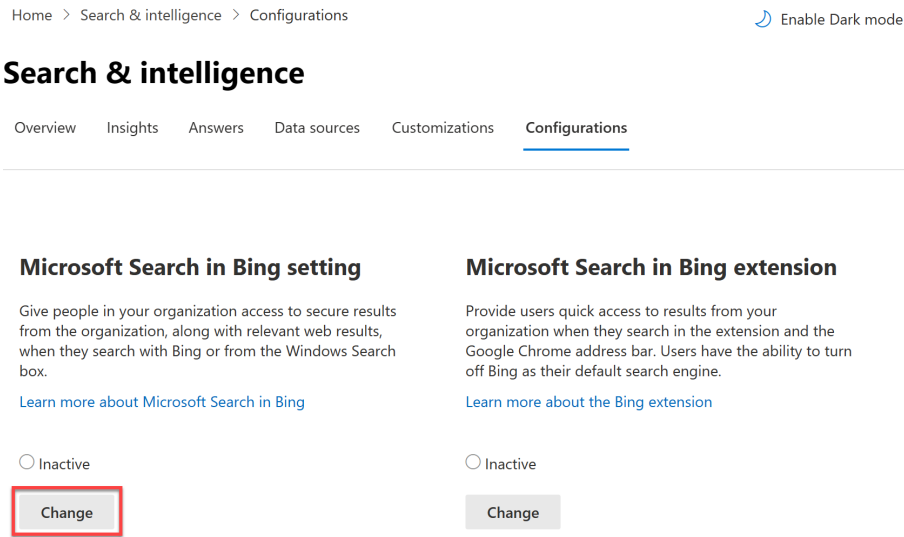 Home > Search & intelligence > Configurations
Enable Dark mode
Search & intelligence
Overview Insights Answers Data sources Customizations Configurations
Microsoft Search in Bing setting
Give people in your organization access to secure results
from the organization, along with relevant web results,
when they search with Bing or from the Windows Search
box.
Learn more about Microsoft Search in Bing
Inactive
Change
Microsoft Search in Bing extension
Provide users quick access to results from your
organization when they search in the extension and the
Google Chrome address bar. Users have the ability to turn
off Bing as their default search engine.
Learn more about the Bing extension
Inactive
Change